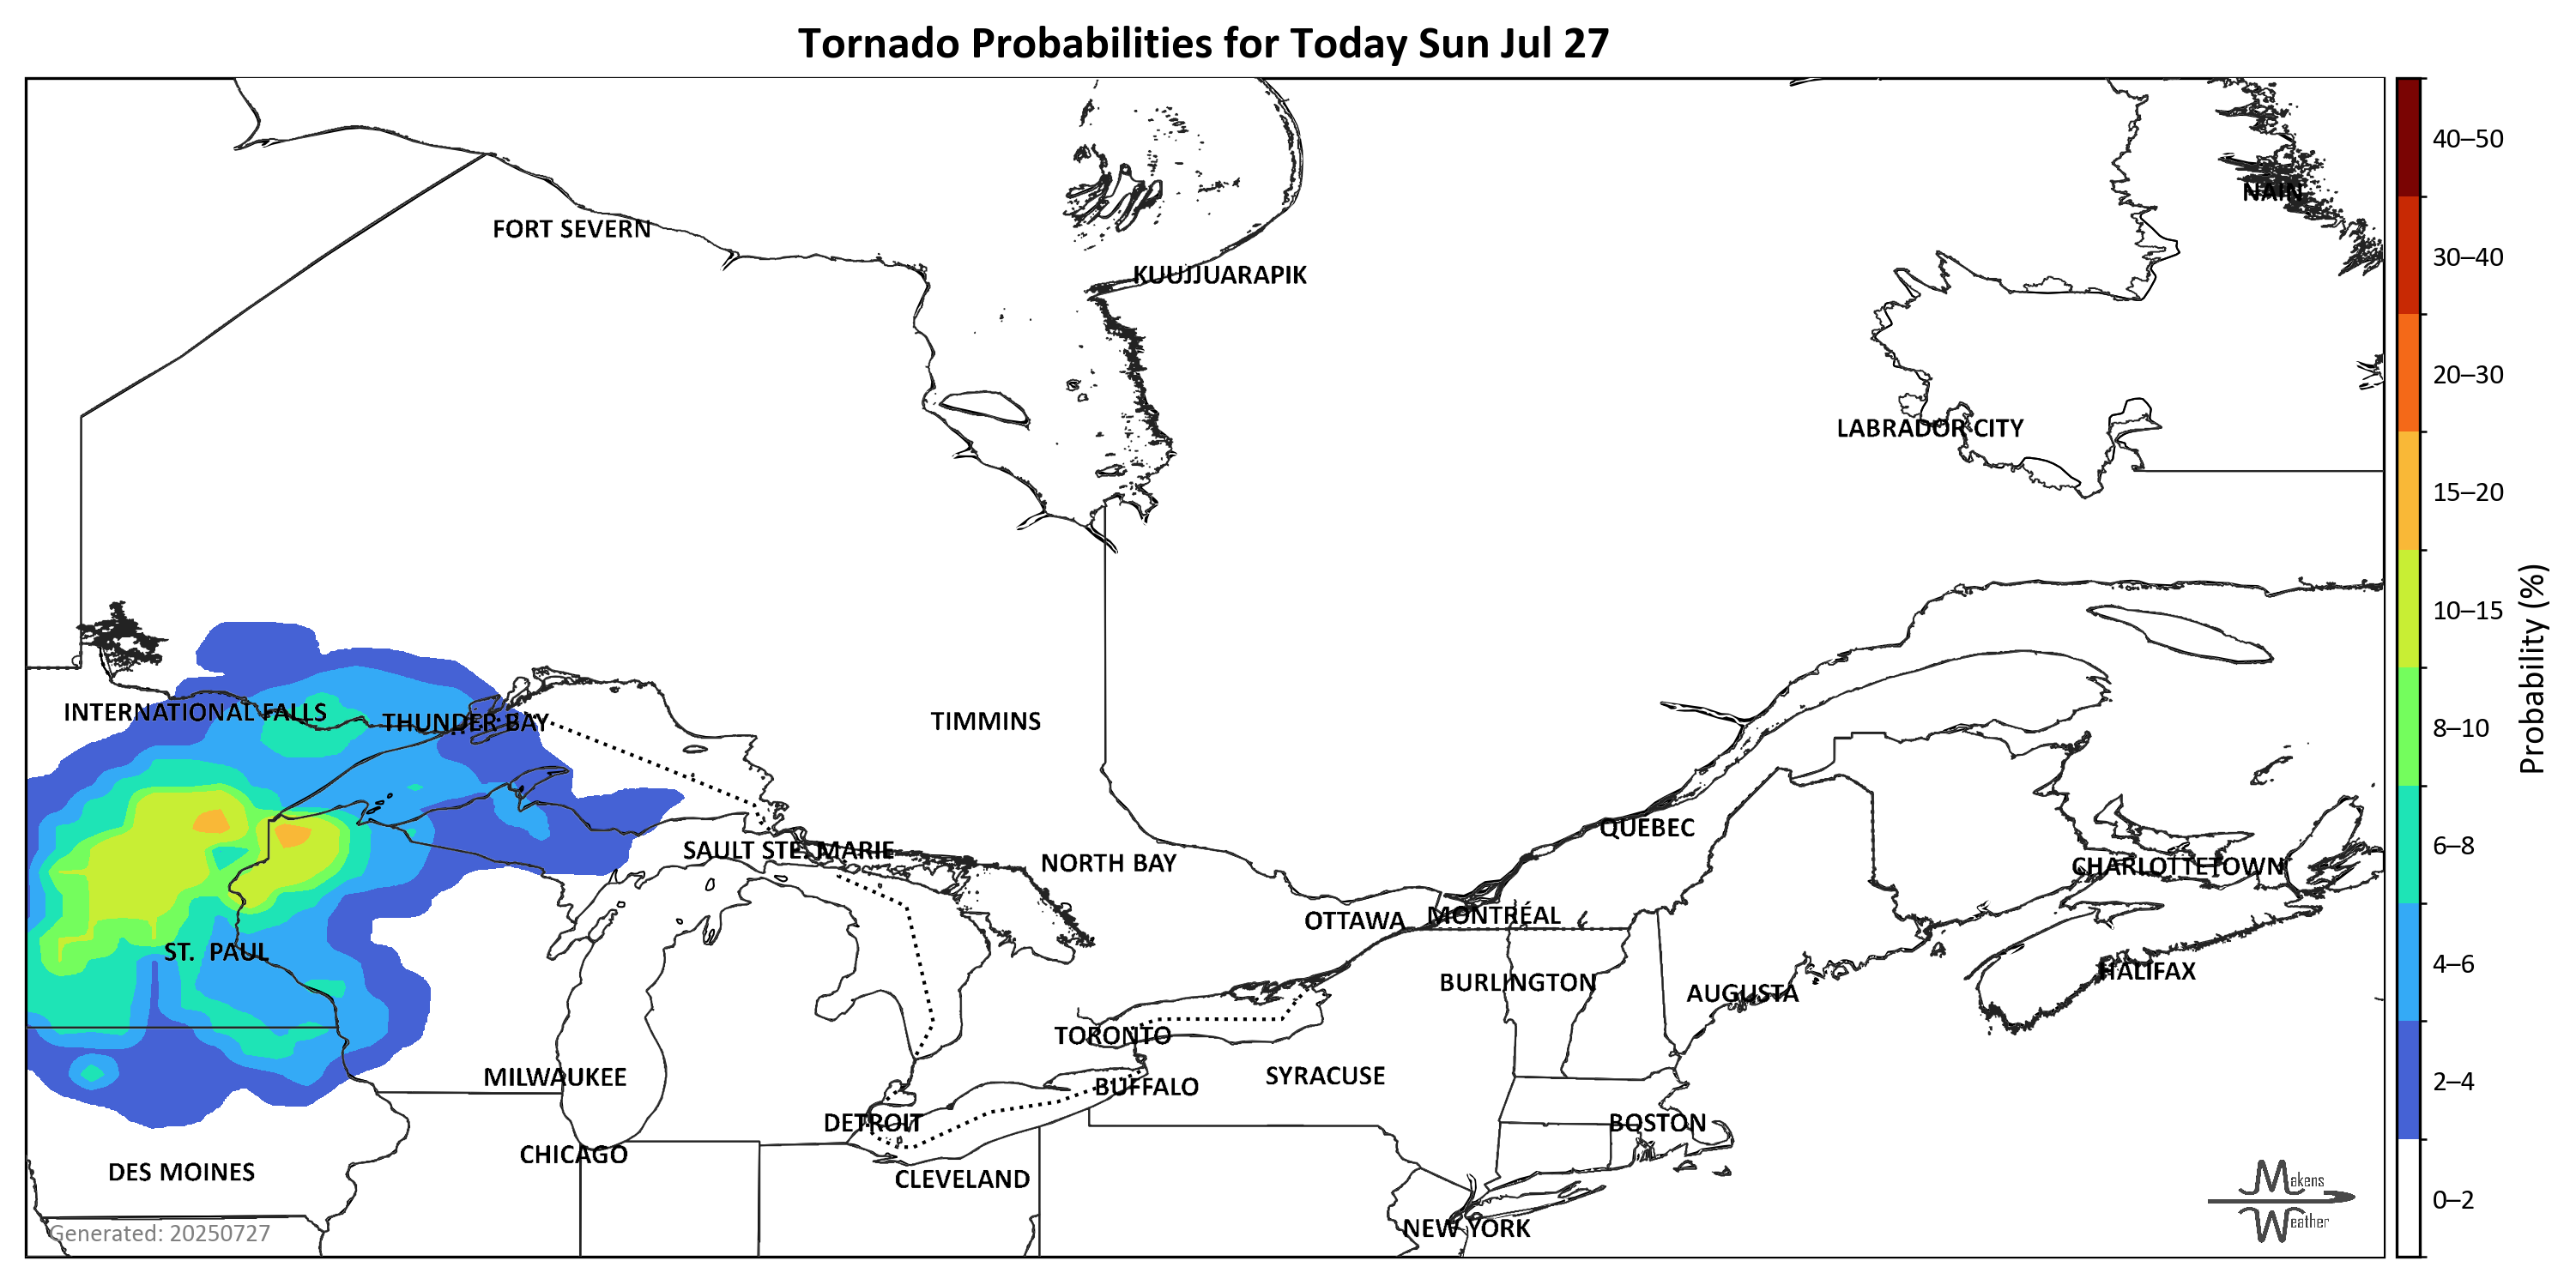 Tornado Probabilities for Today Sun Jul 27
40–50
NAIN
FORT SEVERN
30–40
KUUJJUARAPIK
20–30
LABRADOR CITY
15–20
10–15
Probability (%)
INTERNATIONAL FALLS
THUNDER BAY
TIMMINS
8–10
QUEBEC
SAULT STE. MARIE
NORTH BAY
6–8
CHARLOTTETOWN
OTTAWA
MONTRÉAL
ST. PAUL
4–6
HALIFAX
BURLINGTON
AUGUSTA
TORONTO
MILWAUKEE
SYRACUSE
2–4
BUFFALO
DETROIT
BOSTON
CHICAGO
DES MOINES
CLEVELAND
Makens
Weather
0–2
NEW YORK
Generated: 20250727